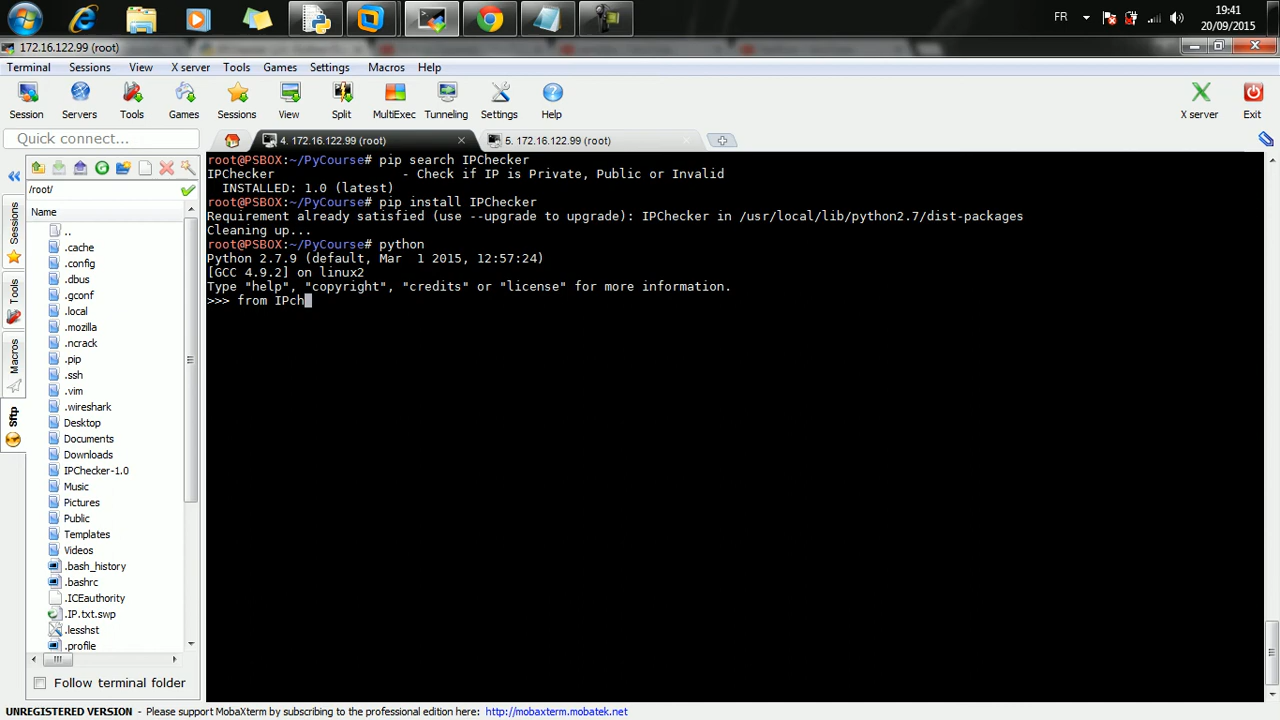 19:41
FR
20/09/2015
172.16.122.99 (root)
Terminal Sessions View X server Tools Games Settings Macros Help
Session Servers Tools Games Sessions View Split MultiExec Tunneling Settings Help X server Exit
Quick connect...
4. 172.16.122.99 (root)
5. 172.16.122.99 (root)
/root/
Name
..
.cache
.config
.dbus
.gconf
.local
.mozilla
.ncrack
.pip
.ssh
.vim
.wireshark
Desktop
Documents
Downloads
IPChecker-1.0
Music
Pictures
Public
Templates
Videos
.bash_history
.bashrc
.ICEauthority
.IP.txt.swp
.lesshst
.profile
Follow terminal folder
Sessions
Tools
Macros
Sftp
root@PSBOX:~/PyCourse# pip search IPChecker
IPChecker - Check if IP is Private, Public or Invalid
INSTALLED: 1.0 (latest)
root@PSBOX:~/PyCourse# pip install IPChecker
Requirement already satisfied (use --upgrade to upgrade): IPChecker in /usr/local/lib/python2.7/dist-packages
Cleaning up...
root@PSBOX:~/PyCourse# python
Python 2.7.9 (default, Mar  1 2015, 12:57:24)
[GCC 4.9.2] on linux2
Type "help", "copyright", "credits" or "license" for more information.
>>> from IPch
UNREGISTERED VERSION - Please support MobaXterm by subscribing to the professional edition here: http://mobaxterm.mobatek.net